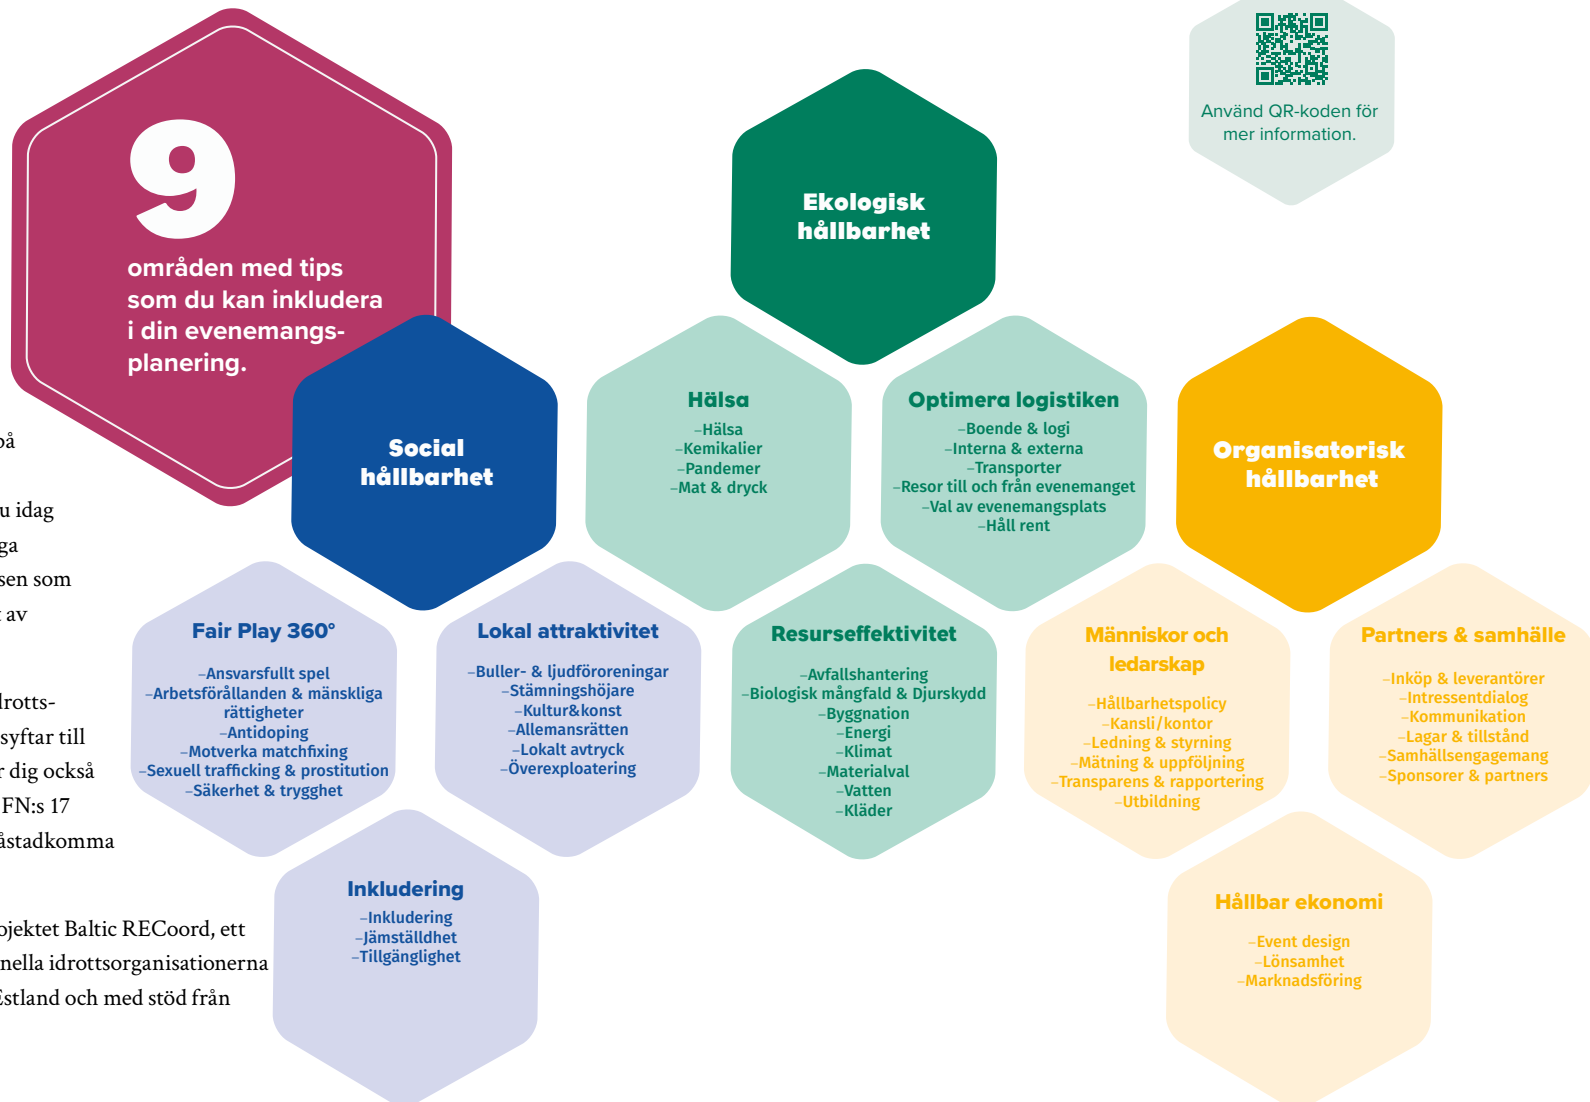 9
områden med tips
som du kan inkludera
i din evenemangs-
planering.
Använd QR-koden för
mer information.
Ekologisk
hållbarhet
Hälsa
–Hälsa
–Kemikalier
–Pandemer
–Mat & dryck
Optimera logistiken
–Boende & logi
–Interna & externa
–Transporter
–Resor till och från evenemanget
–Val av evenemangsplats
–Håll rent
Resurseffektivitet
–Avfallshantering
–Biologisk mångfald & Djurskydd
–Byggnation
–Energi
–Klimat
–Materialval
–Vatten
–Kläder
Social
hållbarhet
Fair Play 360°
–Ansvarsfullt spel
–Arbetsförållanden & mänskliga
rättigheter
–Antidoping
–Motverka matchfixing
–Sexuell trafficking & prostitution
–Säkerhet & trygghet
Lokal attraktivitet
–Buller- & ljudföroreningar
–Stämningshöjare
–Kultur&konst
–Allemansrätten
–Lokalt avtryck
–Överexploatering
Inkludering
–Inkludering
–Jämställdhet
–Tillgänglighet
Organisatorisk
hållbarhet
Människor och
ledarskap
–Hållbarhetspolicy
–Kansli/kontor
–Ledning & styrning
–Mätning & uppföljning
–Transparens & rapportering
–Utbildning
Partners & samhälle
–Inköp & leverantörer
–Intressentdialog
–Kommunikation
–Lagar & tillstånd
–Samhällsengagemang
–Sponsorer & partners
Hållbar ekonomi
–Event design
–Lönsamhet
–Marknadsföring
på
u idag
ga
sen som
av
drotts-
syftar till
r dig också
FN:s 17
åstadkomma
ojektet Baltic RECoord, ett
nella idrottsorganisationerna
Estland och med stöd från